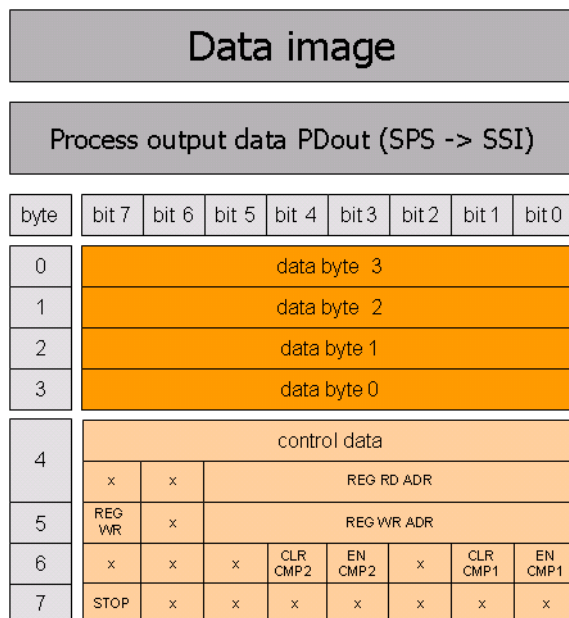 Data image
Process output data PDout (SPS -> SSI)
byte bit 7 bit 6 bit 5 bit 4 bit 3 bit 2 bit 1 bit 0
0 data byte 3
1 data byte 2
2 data byte 1
3 data byte 0
control data
4
x x REG RD ADR
5 REG WR x REG WR ADR
6 x x x CLR CMP2 EN CMP2 x CLR CMP1 EN CMP1
7 STOP x x x x x x x